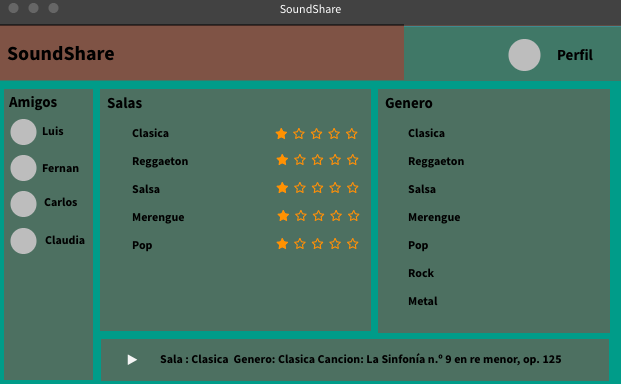 SoundShare
SoundShare
Perfil
Amigos
Luis
Fernan
Carlos
Claudia
Salas
Clasica
Reggaeton
Salsa
Merengue
Pop
Genero
Clasica
Reggaeton
Salsa
Merengue
Pop
Rock
Metal
Sala : Clasica Genero: Clasica Cancion: La Sinfonía n.º 9 en re menor, op. 125